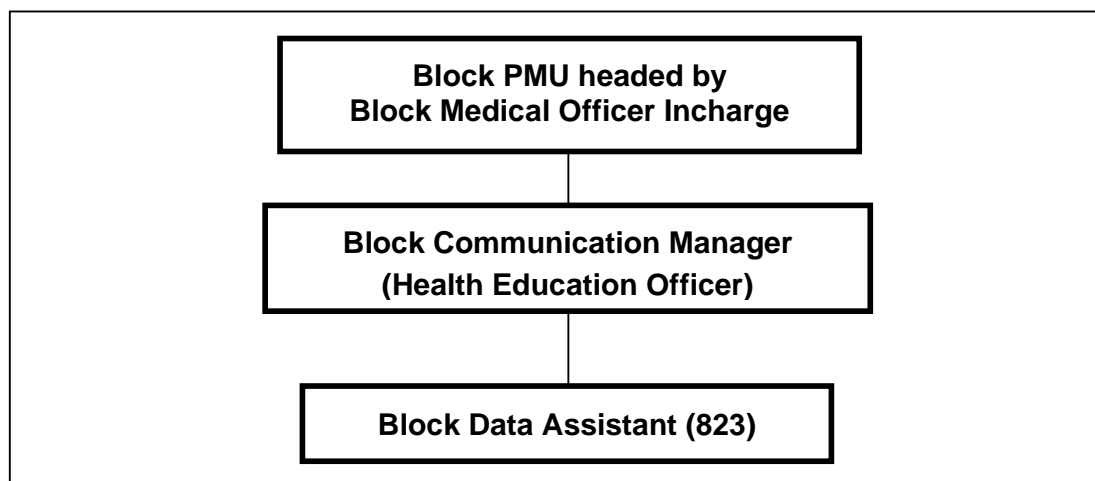 Block PMU headed by
Block Medical Officer Incharge
Block Communication Manager
(Health Education Officer)
Block Data Assistant (823)